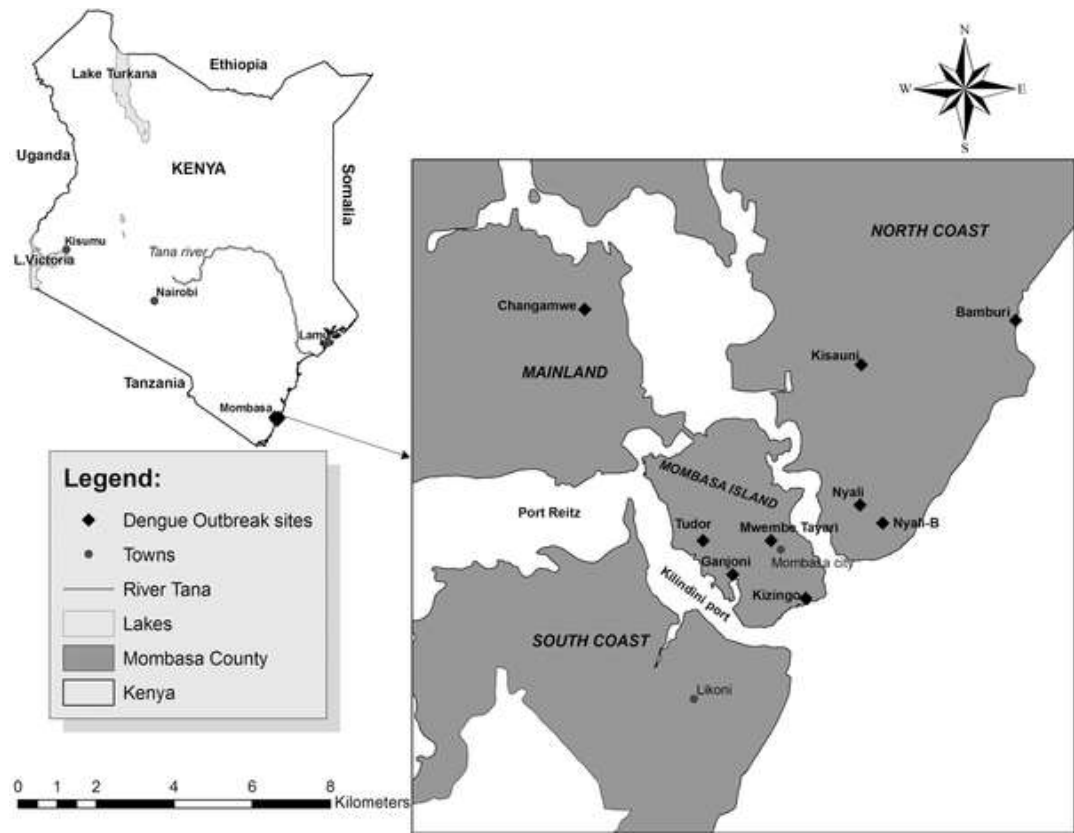 Ethiopia
Lake Turkana
Uganda
KENYA
Somalia
Kisumu
L.Victoria
Tana river
Nairobi
Lamu
Tanzania
Mombasa
Legend:
Dengue Outbreak sites
Towns
River Tana
Lakes
Mombasa County
Kenya
0 1 2 4 6 8
Kilometers
N
W E
S
NORTH COAST
Changamwe
Bamburi
Kisauni
MAINLAND
MOMBASA ISLAND
Nyali
Port Reitz
Tudor
Mwembe Tayari
Nyali-B
Mombasa city
Ganjoni
Kilindini port
Kizingo
SOUTH COAST
Likoni